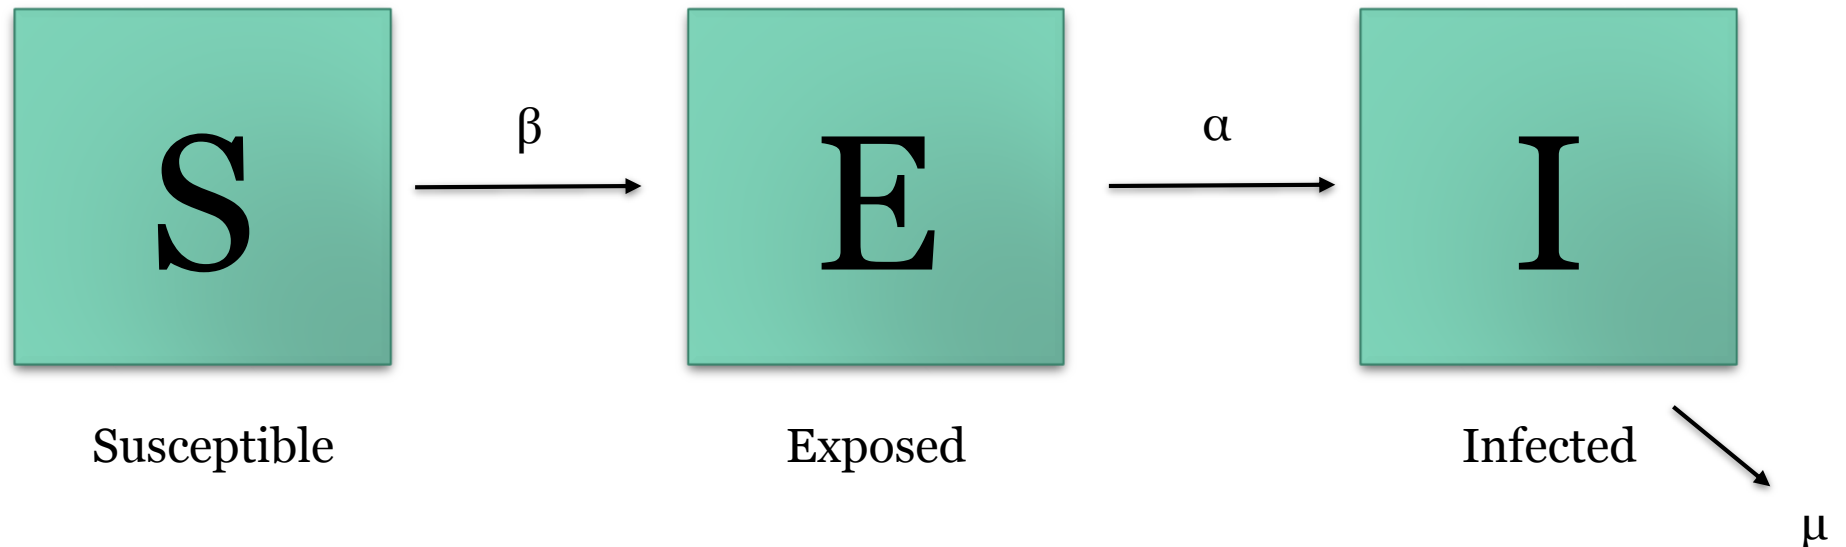 S
β
E
α
I
Susceptible
Exposed
Infected
μ